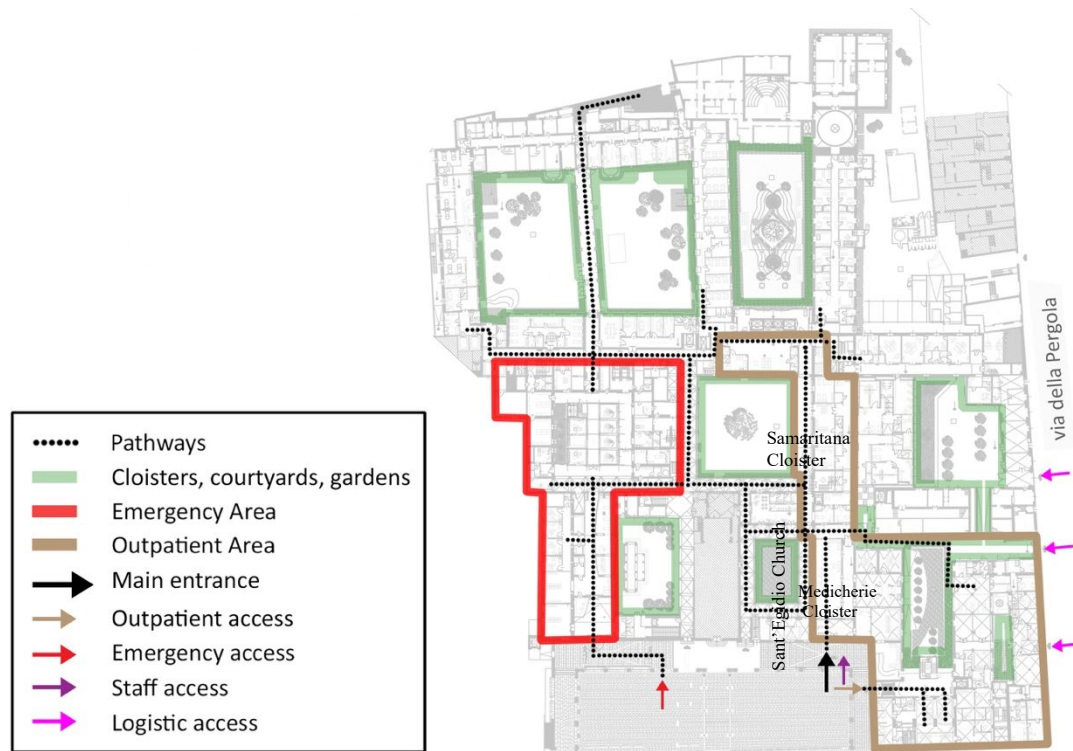 via della Pergola
Samaritana
Cloister
Sant’Egidio Church
Medicherie
Cloister
Pathways
Cloisters, courtyards, gardens
Emergency Area
Outpatient Area
Main entrance
Outpatient access
Emergency access
Staff access
Logistic access